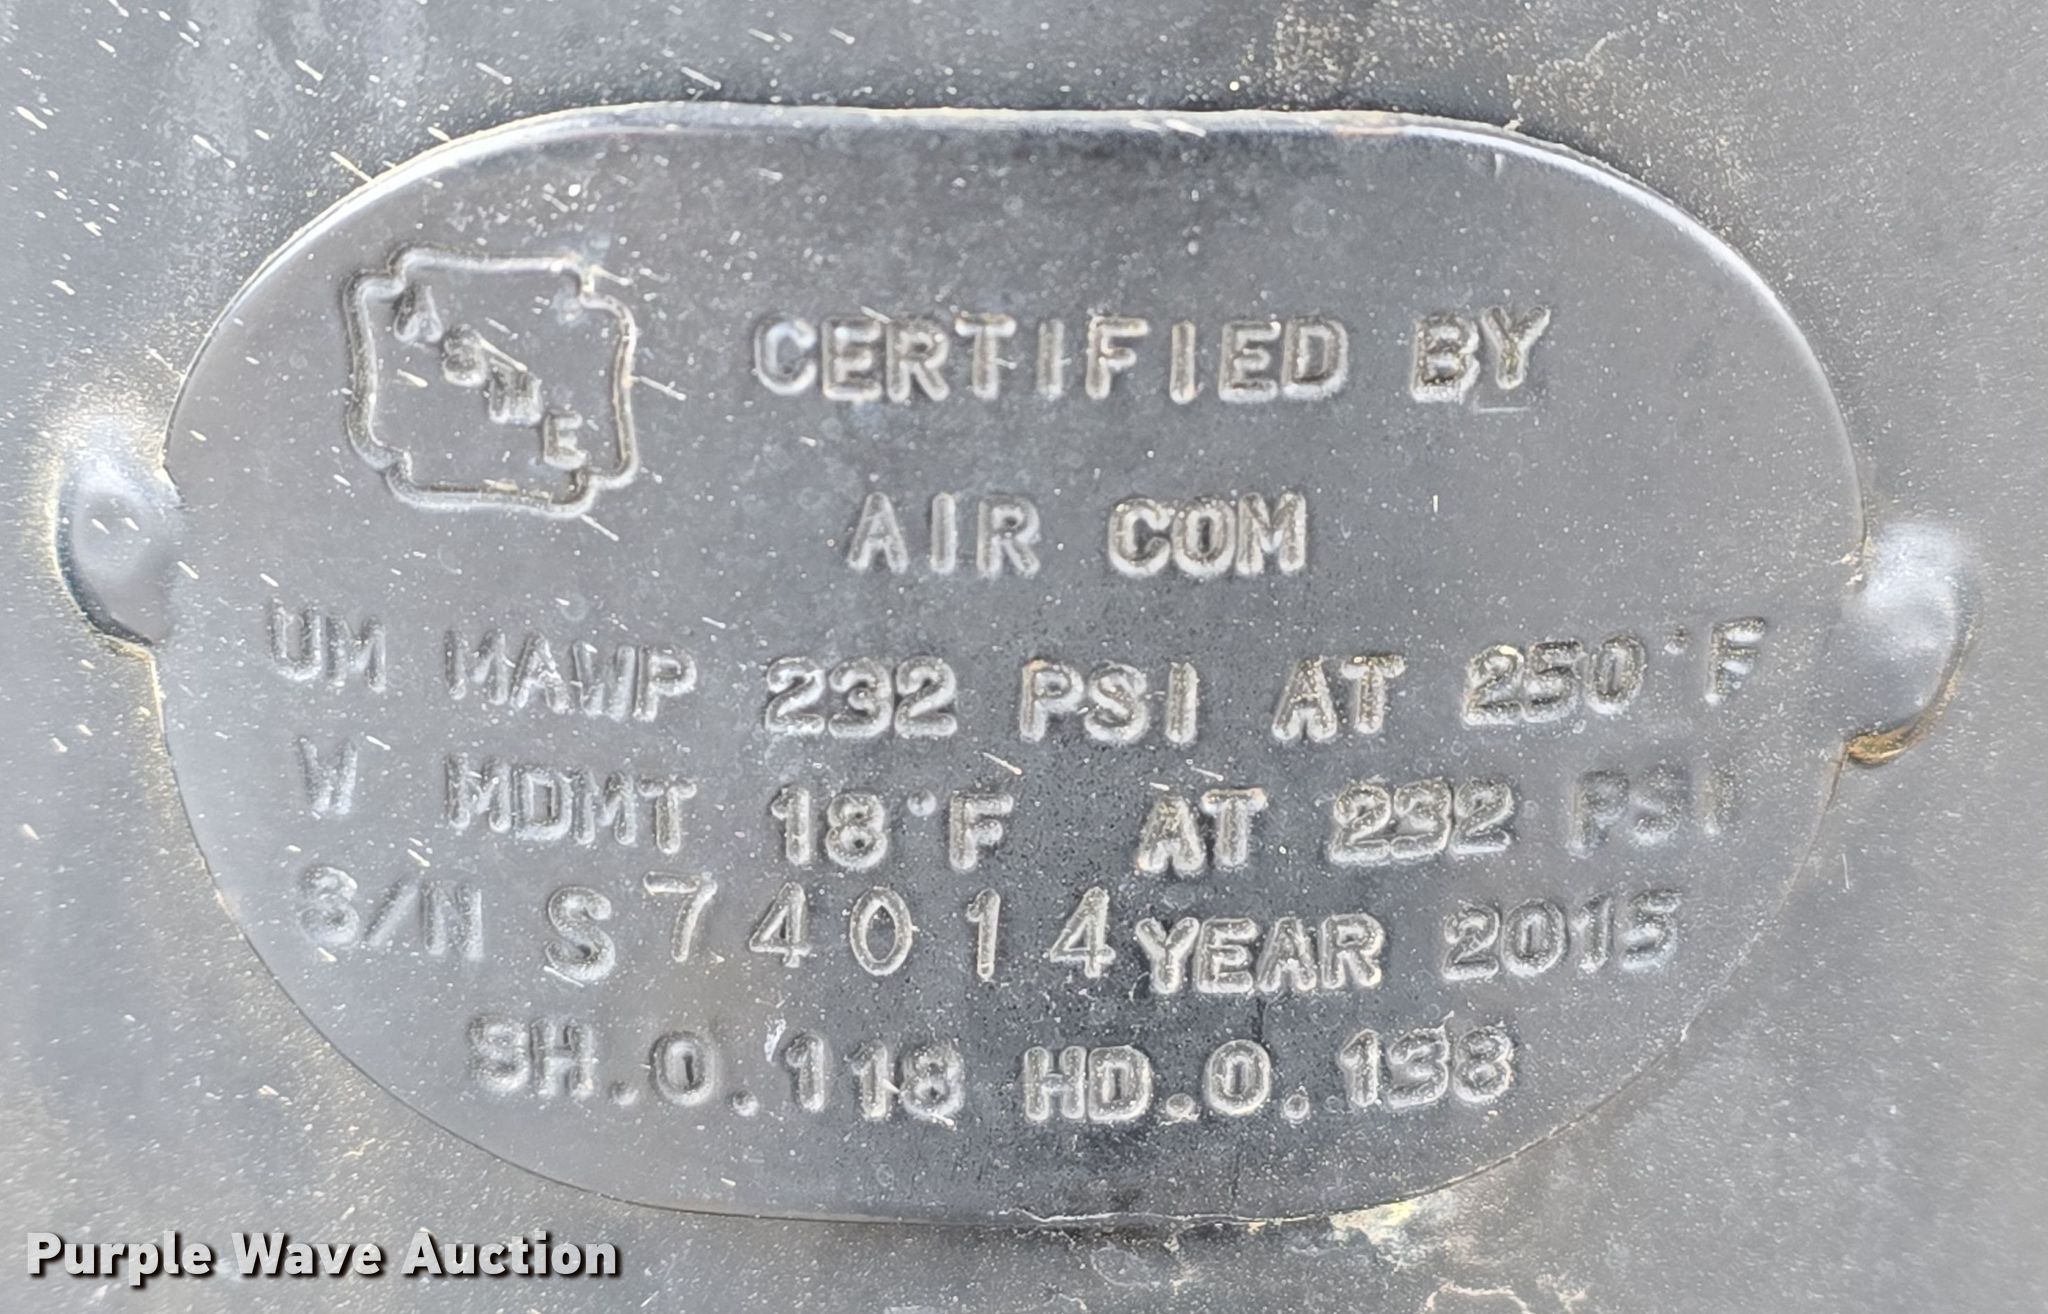 ASME
CERTIFIED BY
AIR COM
UM MAWP 232 PSI AT 250°F
W MDMT 18°F AT 232 PSI
S/N S74014 YEAR 2015
SH.0.118 HD.0.138
Purple Wave Auction